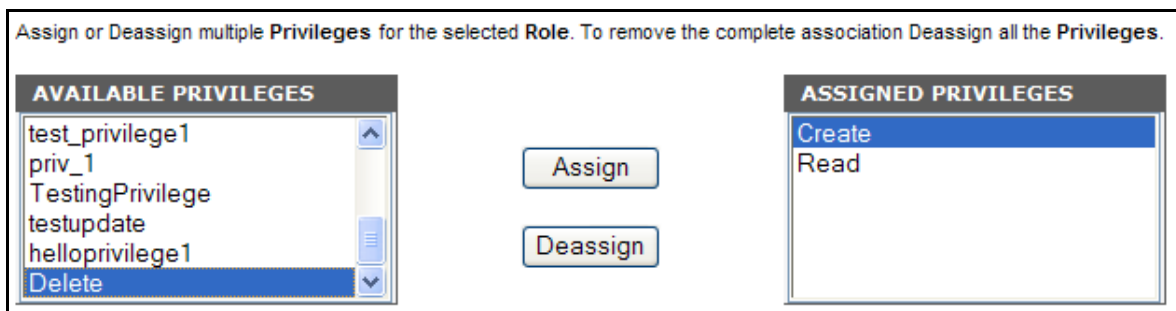 Assign or Deassign multiple Privileges for the selected Role. To remove the complete association Deassign all the Privileges.
AVAILABLE PRIVILEGES
test_privilege1
priv_1
TestingPrivilege
testupdate
helloprivilege1
Delete
Assign
Deassign
ASSIGNED PRIVILEGES
Create
Read